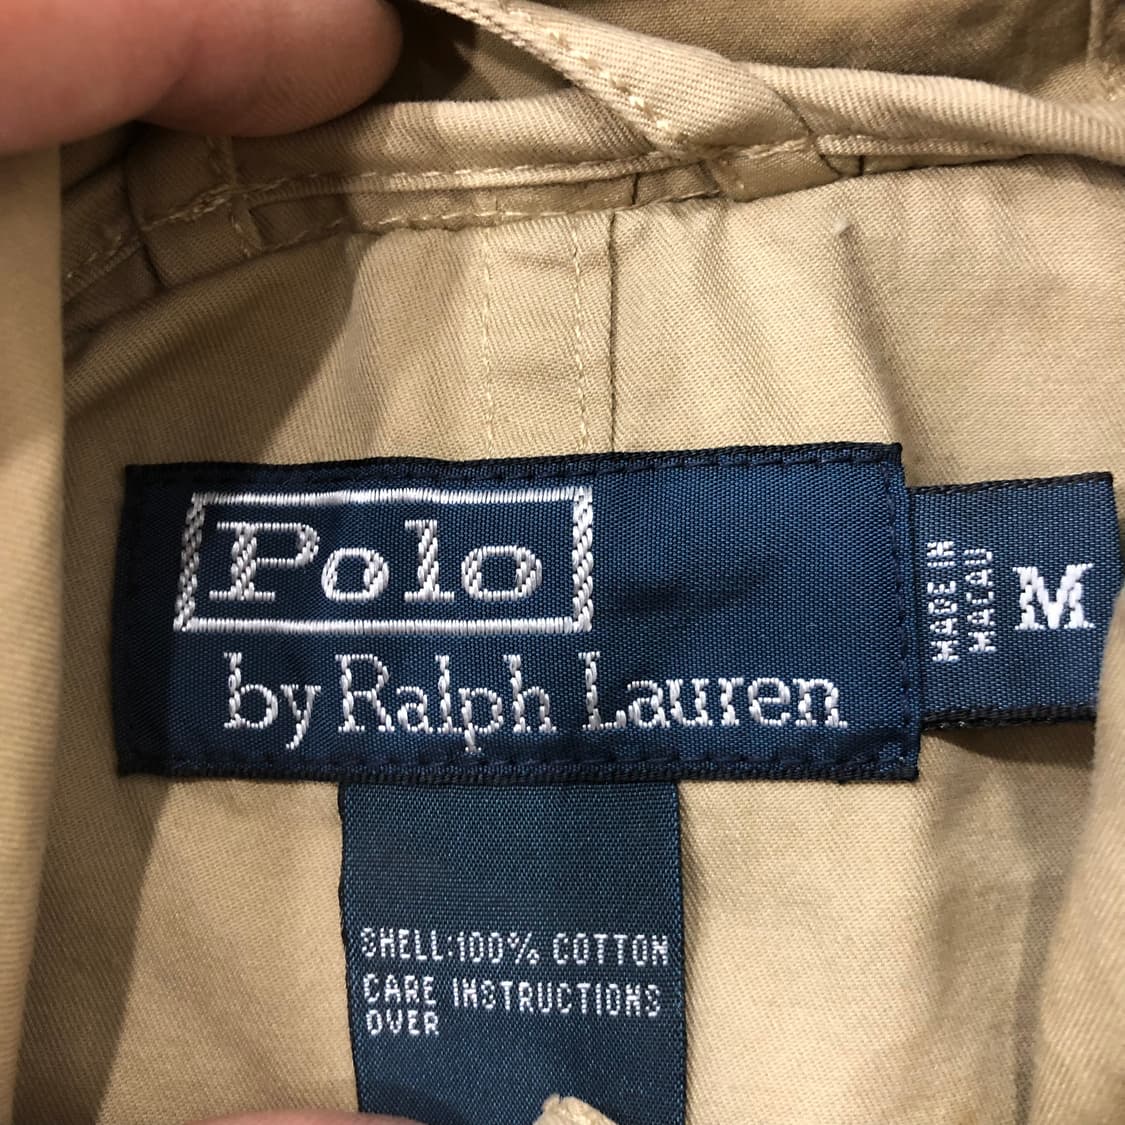 Polo
by Ralph Lauren
MADE IN
MACAU
M
SHELL:100% COTTON
CARE INSTRUCTIONS
OVER